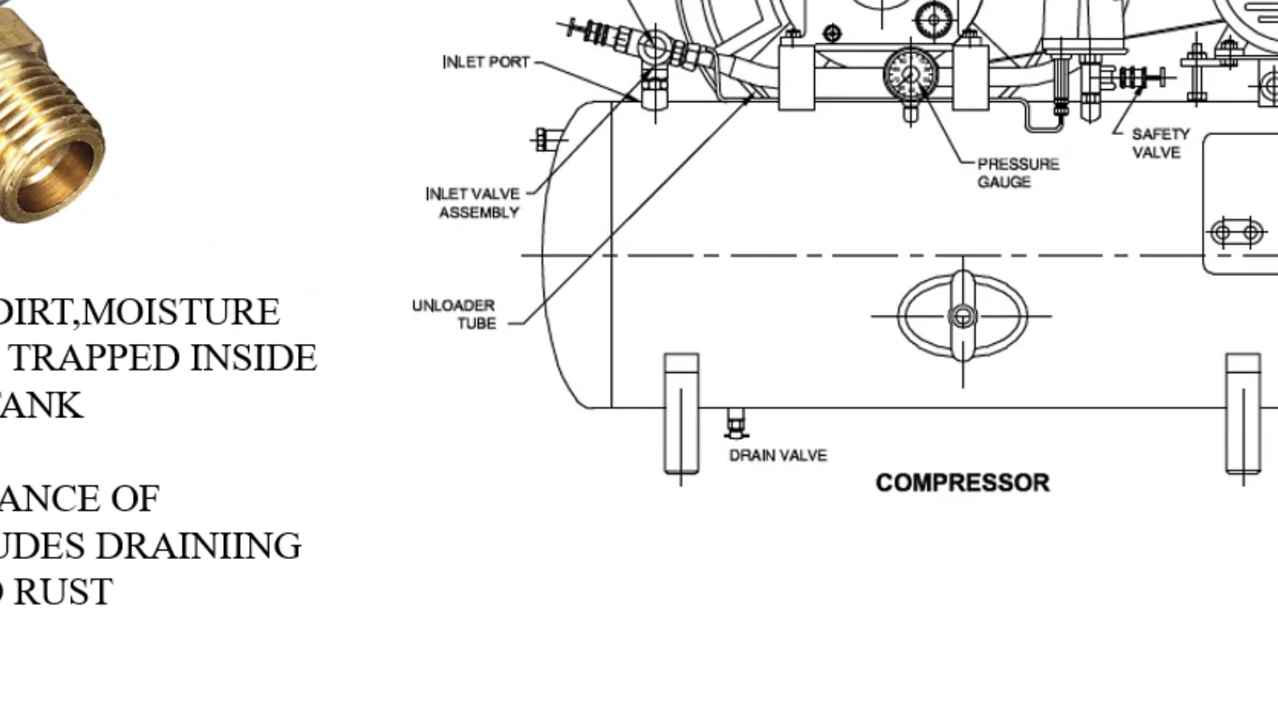 INLET PORT
SAFETY
VALVE
PRESSURE
GAUGE
INLET VALVE
ASSEMBLY
UNLOADER
TUBE
DIRT,MOISTURE
TRAPPED INSIDE
TANK
ANCE OF
UDES DRAINIING
RUST
DRAIN VALVE
COMPRESSOR